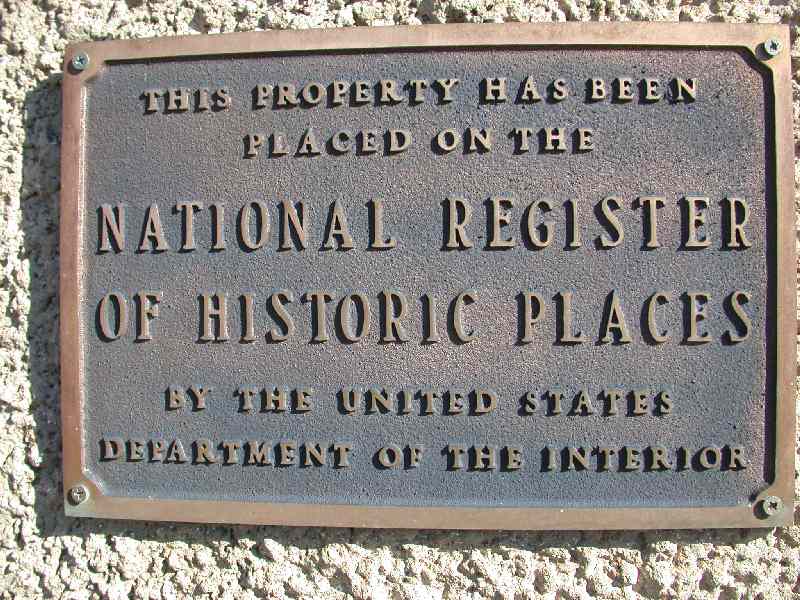 THIS PROPERTY HAS BEEN
PLACED ON THE
NATIONAL REGISTER
OF HISTORIC PLACES
BY THE UNITED STATES
DEPARTMENT OF THE INTERIOR